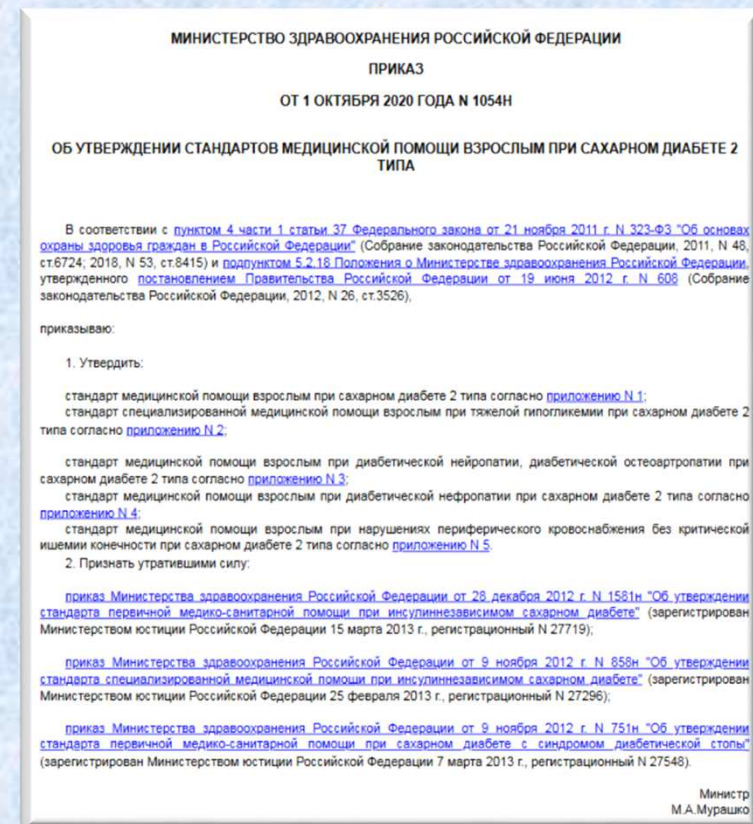 МИНИСТЕРСТВО ЗДРАВООХРАНЕНИЯ РОССИЙСКОЙ ФЕДЕРАЦИИ
ПРИКАЗ
ОТ 1 ОКТЯБРЯ 2020 ГОДА N 1054Н
ОБ УТВЕРЖДЕНИИ СТАНДАРТОВ МЕДИЦИНСКОЙ ПОМОЩИ ВЗРОСЛЫМ ПРИ САХАРНОМ ДИАБЕТЕ 2
ТИПА
В соответствии с пунктом 4 части 1 статьи 37 Федерального закона от 21 ноября 2011 г. N 323-ФЗ "Об основах
охраны здоровья граждан в Российской Федерации" (Собрание законодательства Российской Федерации, 2011, N 48,
ст.6724; 2018, N 53, ст.8415) и подпунктом 5.2.18 Положения о Министерстве здравоохранения Российской Федерации,
утвержденного постановлением Правительства Российской Федерации от 19 июня 2012 г. N 608 (Собрание
законодательства Российской Федерации, 2012, N 26, ст.3526),
приказываю:
1. Утвердить:
стандарт медицинской помощи взрослым при сахарном диабете 2 типа согласно приложению N 1;
стандарт специализированной медицинской помощи взрослым при тяжелой гипогликемии при сахарном диабете 2
типа согласно приложению N 2;
стандарт медицинской помощи взрослым при диабетической нейропатии, диабетической остеоартропатии при
сахарном диабете 2 типа согласно приложению N 3;
стандарт медицинской помощи взрослым при диабетической нефропатии при сахарном диабете 2 типа согласно
приложению N 4;
стандарт медицинской помощи взрослым при нарушениях периферического кровоснабжения без критической
ишемии конечности при сахарном диабете 2 типа согласно приложению N 5.
2. Признать утратившими силу:
приказ Министерства здравоохранения Российской Федерации от 28 декабря 2012 г. N 1581н "Об утверждении
стандарта первичной медико-санитарной помощи при инсулиннезависимом сахарном диабете" (зарегистрирован
Министерством юстиции Российской Федерации 15 марта 2013 г., регистрационный N 27719);
приказ Министерства здравоохранения Российской Федерации от 9 ноября 2012 г. N 858н "Об утверждении
стандарта специализированной медицинской помощи при инсулиннезависимом сахарном диабете" (зарегистрирован
Министерством юстиции Российской Федерации 25 февраля 2013 г., регистрационный N 27296);
приказ Министерства здравоохранения Российской Федерации от 9 ноября 2012 г. N 751н "Об утверждении
стандарта первичной медико-санитарной помощи при сахарном диабете с синдромом диабетической стопы"
(зарегистрирован Министерством юстиции Российской Федерации 7 марта 2013 г., регистрационный N 27548).
Министр
М.А.Мурашко